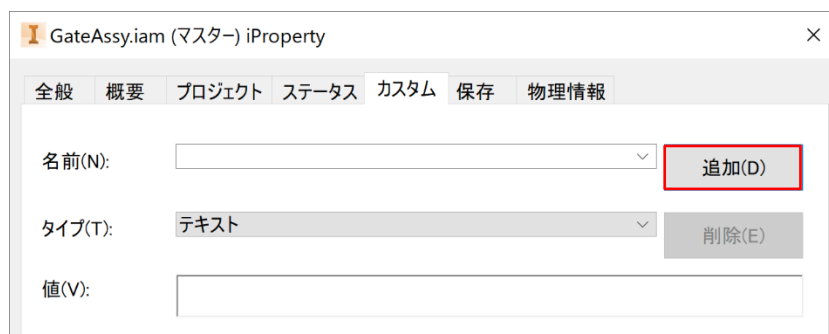 GateAssy.iam (マスター) iProperty
全般 概要 プロジェクト ステータス カスタム 保存 物理情報
名前(N): 追加(D)
タイプ(T): テキスト 削除(E)
値(V):